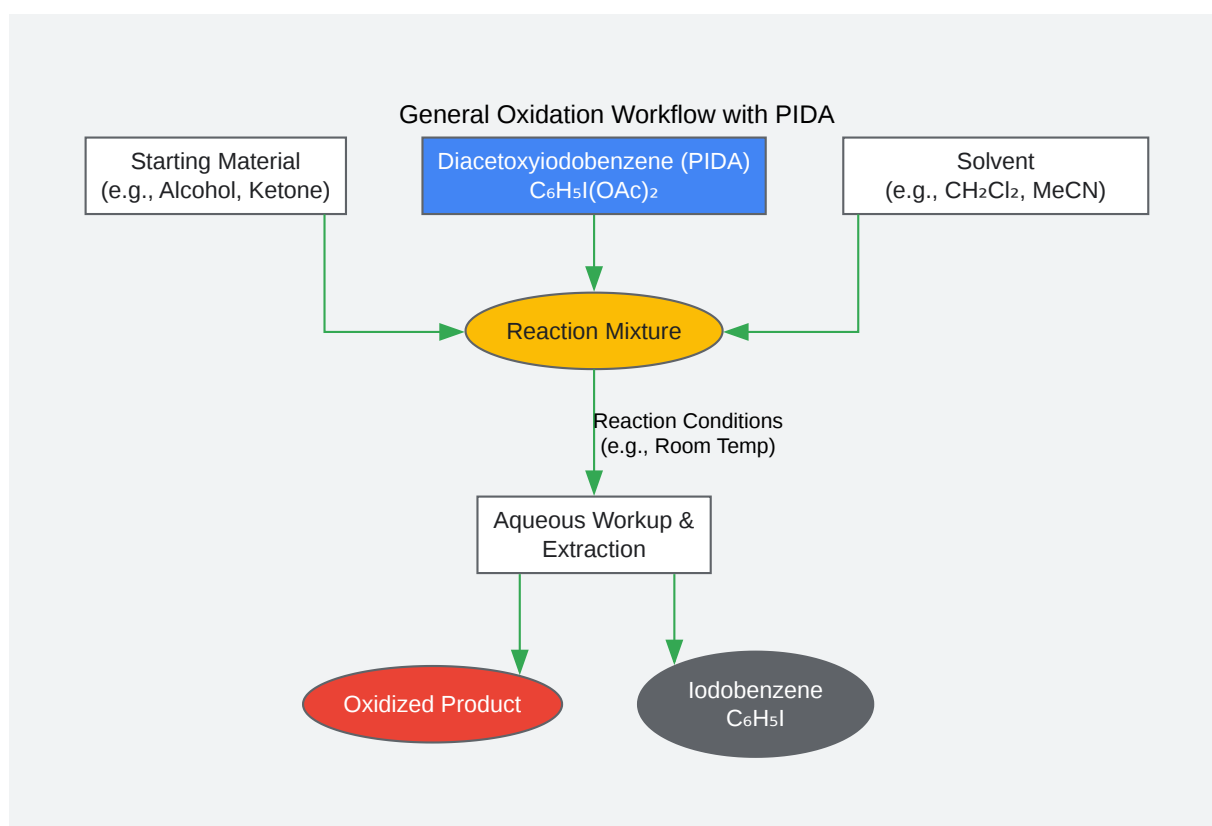 General Oxidation Workflow with PIDA
Starting Material
(e.g., Alcohol, Ketone)
Diacetoxyiodobenzene (PIDA)
C₆H₅I(OAc)₂
Solvent
(e.g., CH₂Cl₂, MeCN)
Reaction Mixture
Reaction Conditions
(e.g., Room Temp)
Aqueous Workup &
Extraction
Oxidized Product
Iodobenzene
C₆H₅I